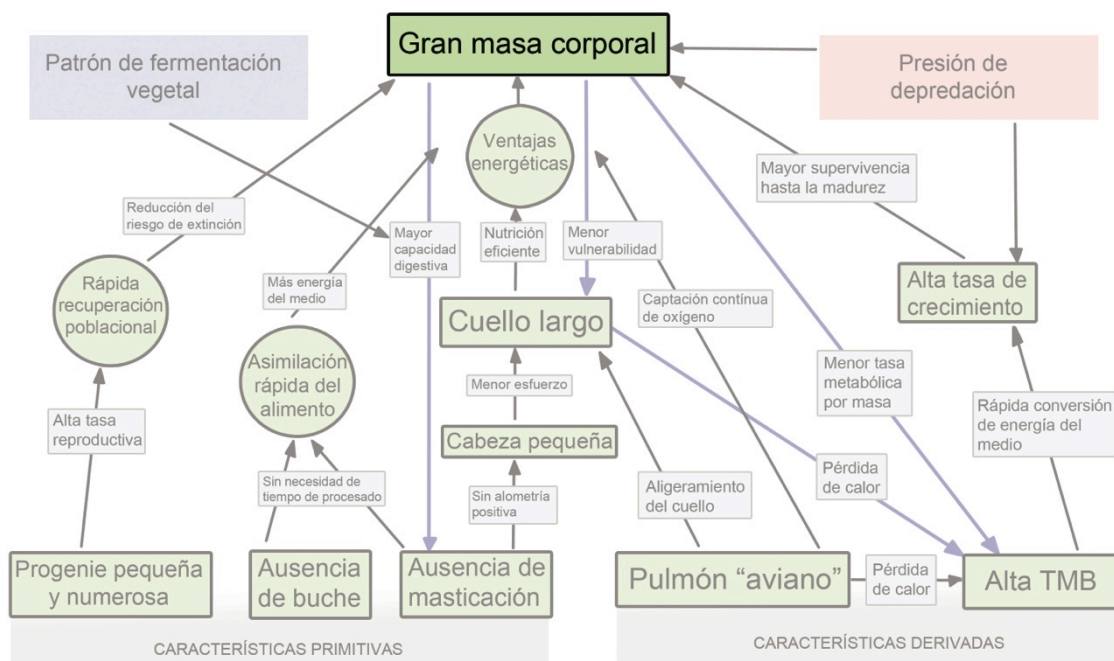 Gran masa corporal
Patrón de fermentación
vegetal
Presión de
depredación
Ventajas
energéticas
Mayor supervivencia
hasta la madurez
Reducción del
riesgo de extinción
Mayor
capacidad
digestiva
Nutrición
eficiente
Menor
vulnerabilidad
Rápida
recuperación
poblacional
Más energía
del medio
Captación contínua
de oxígeno
Alta tasa de
crecimiento
Cuello largo
Asimilación
rápida del
alimento
Menor esfuerzo
Menor tasa
metabólica
por masa
Rápida conversión
de energía del
medio
Alta tasa
reproductiva
Cabeza pequeña
Sin necesidad de
tiempo de procesado
Sin alometría
positiva
Aligeramiento
del cuello
Pérdida
de calor
Progenie pequeña
y numerosa
Ausencia
de buche
Ausencia de
masticación
Pulmón “aviano”
Pérdida
de calor
Alta TMB
CARACTERÍSTICAS PRIMITIVAS
CARACTERÍSTICAS DERIVADAS